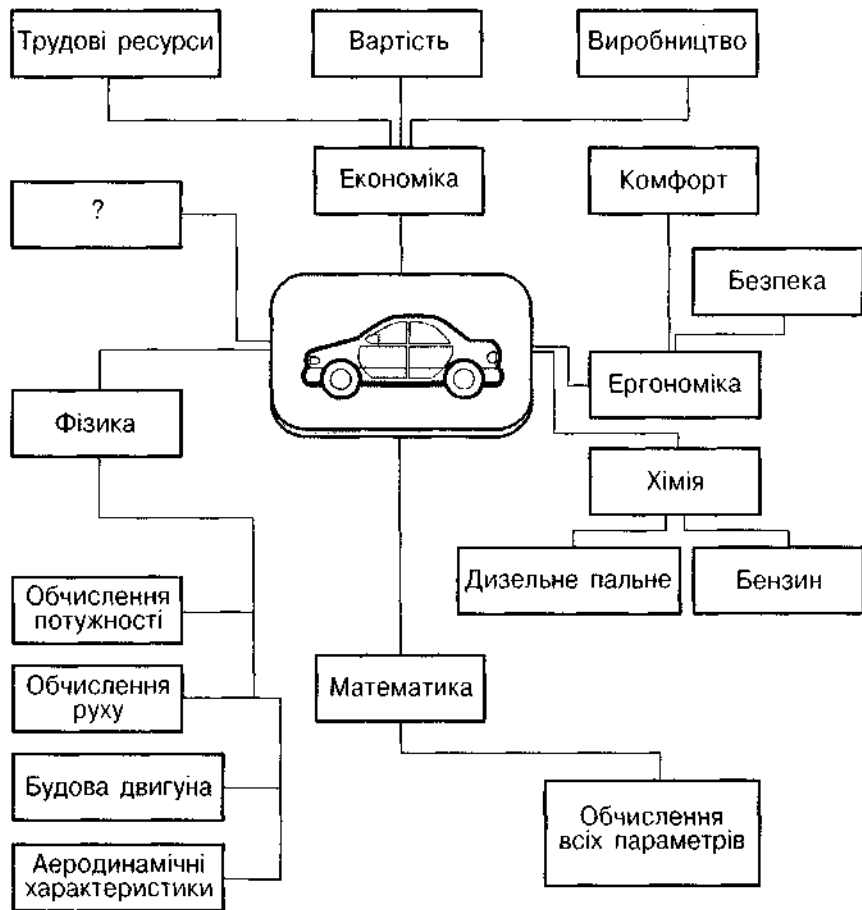 Трудові ресурси
Вартість
Виробництво
Економіка
Комфорт
?
Безпека
Ергономіка
Фізика
Хімія
Дизельне пальне
Бензин
Обчислення
потужності
Обчислення
руху
Математика
Будова двигуна
Обчислення
всіх параметрів
Аеродинамічні
характеристики